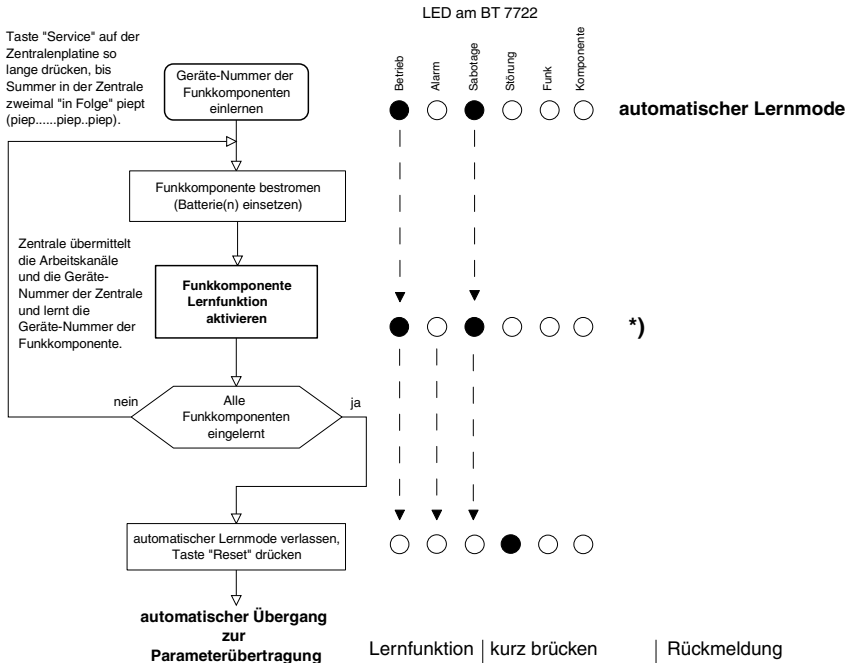 LED am BT 7722
Taste "Service" auf der
Zentralenplatine so
lange drücken, bis
Summer in der Zentrale
zweimal "in Folge" piept
(piep......piep..piep).
Geräte-Nummer der
Funkkomponenten
einlernen
Betrieb
Alarm
Sabotage
Störung
Funk
Komponente
automatischer Lernmode
Funkkomponente bestromen
(Batterie(n) einsetzen)
Zentrale übermittelt
die Arbeitskanäle
und die Geräte-
Nummer der Zentrale
und lernt die
Geräte-Nummer der
Funkkomponente.
Funkkomponente
Lernfunktion
aktivieren
*)
nein
Alle
Funkkomponenten
eingelernt
ja
automatischer Lernmode verlassen,
Taste "Reset" drücken
automatischer Übergang
zur
Parameterübertragung
Lernfunktion | kurz brücken | Rückmeldung